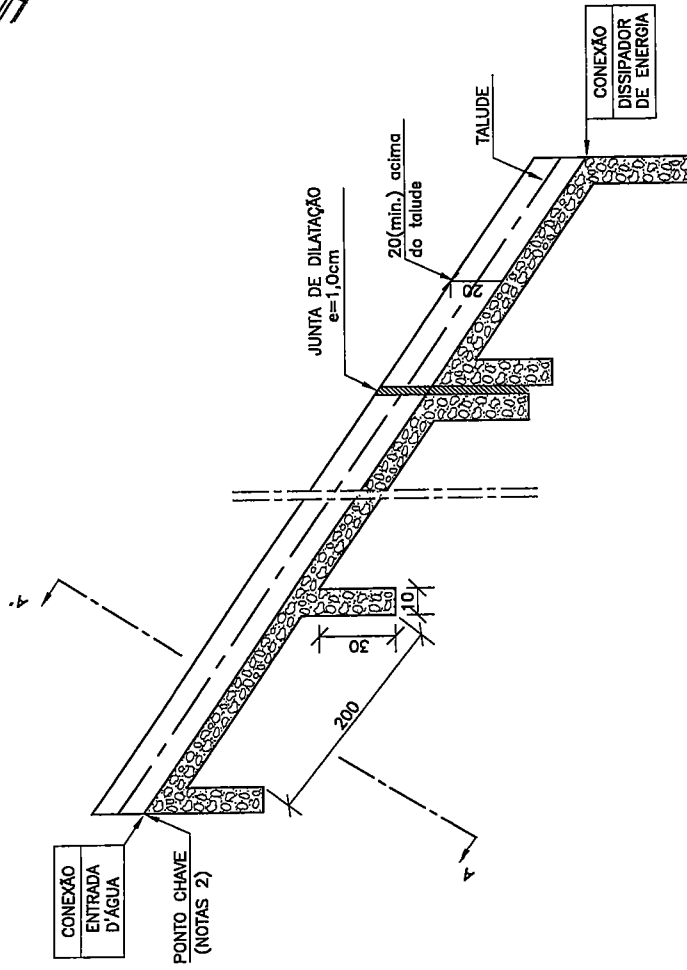 JUNTA DE DILATAÇÃO
e=1,0cm
20(min.) acima
do talude
TALUDE
CONEXÃO
DISSIPADOR
DE ENERGIA
20
A'
CONEXÃO
ENTRADA
D'ÁGUA
PONTO CHAVE
(NOTAS 2)
30
10
200
A